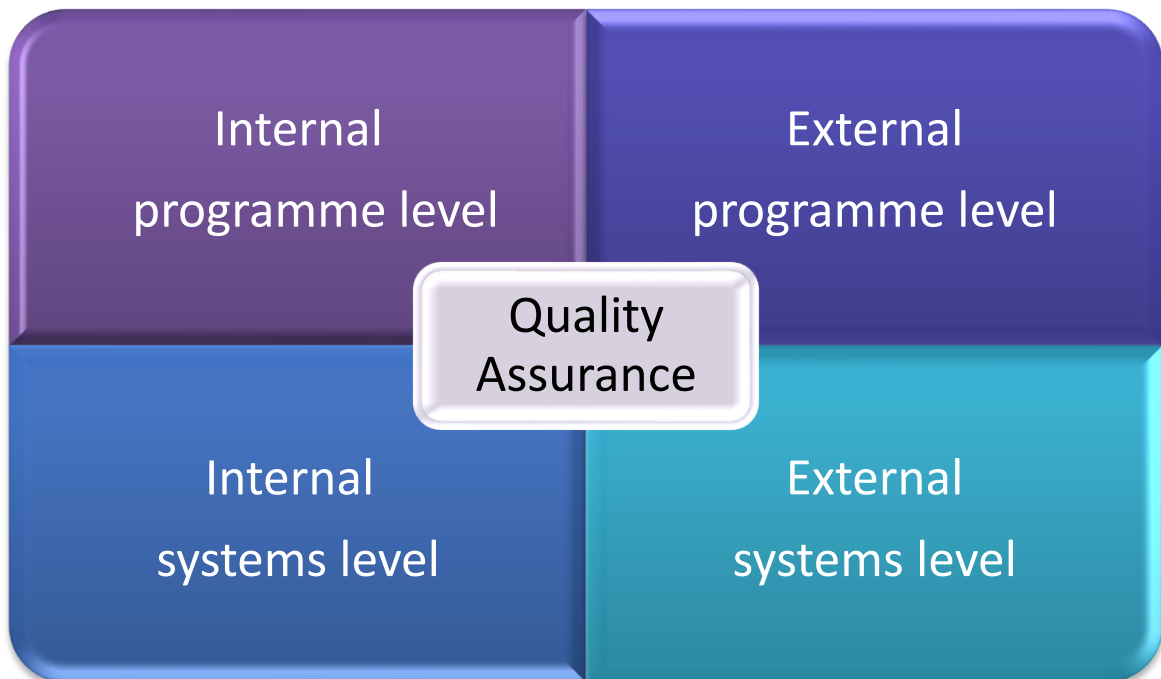 Internal
programme level
External
programme level
Quality
Assurance
Internal
systems level
External
systems level